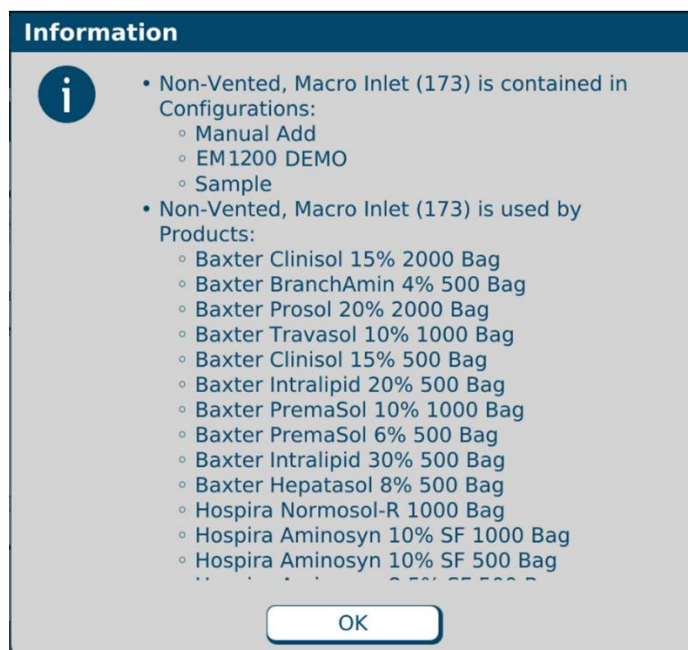 Information
• Non-Vented, Macro Inlet (173) is contained in
Configurations:
◦ Manual Add
◦ EM1200 DEMO
◦ Sample
• Non-Vented, Macro Inlet (173) is used by
Products:
◦ Baxter Clinisol 15% 2000 Bag
◦ Baxter BranchAmin 4% 500 Bag
◦ Baxter Prosol 20% 2000 Bag
◦ Baxter Travasol 10% 1000 Bag
◦ Baxter Clinisol 15% 500 Bag
◦ Baxter Intralipid 20% 500 Bag
◦ Baxter PremaSol 10% 1000 Bag
◦ Baxter PremaSol 6% 500 Bag
◦ Baxter Intralipid 30% 500 Bag
◦ Baxter Hepatasol 8% 500 Bag
◦ Hospira Normosol-R 1000 Bag
◦ Hospira Aminosyn 10% SF 1000 Bag
◦ Hospira Aminosyn 10% SF 500 Bag
OK